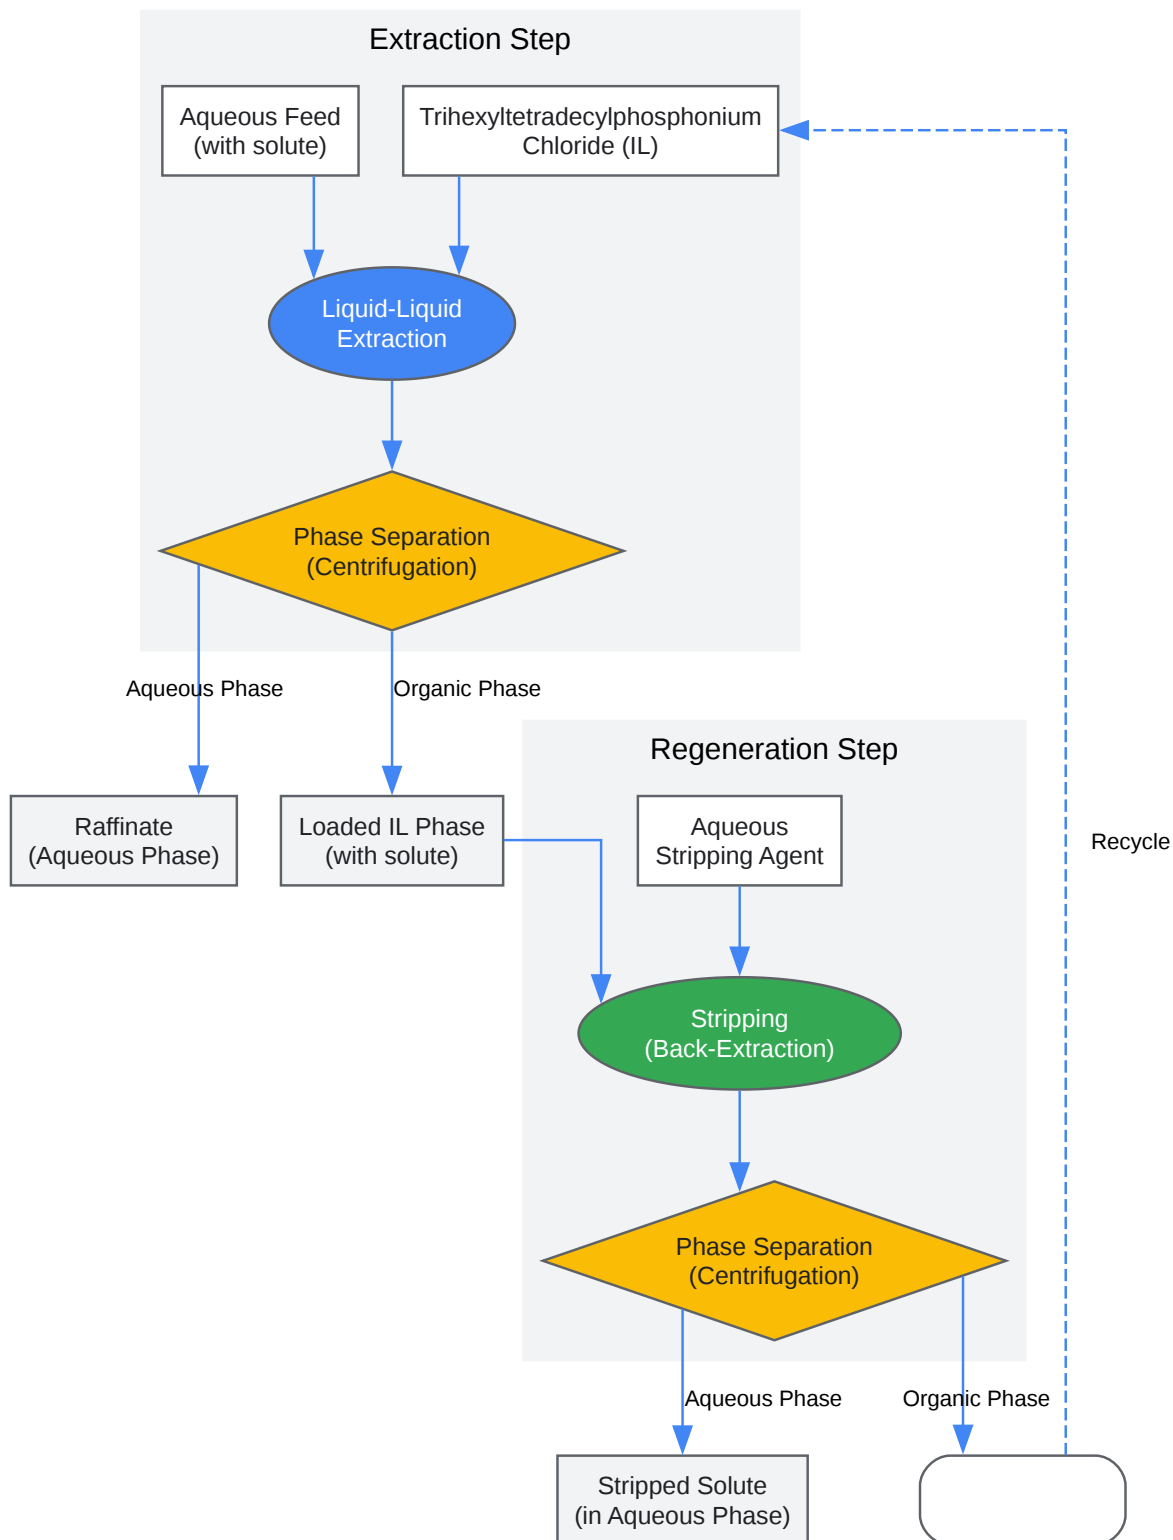 Extraction Step
Aqueous Feed
(with solute)
Trihexyltetradecylphosphonium
Chloride (IL)
Liquid-Liquid
Extraction
Phase Separation
(Centrifugation)
Aqueous Phase
Organic Phase
Regeneration Step
Raffinate
(Aqueous Phase)
Loaded IL Phase
(with solute)
Aqueous
Stripping Agent
Recycle
Stripping
(Back-Extraction)
Phase Separation
(Centrifugation)
Aqueous Phase
Organic Phase
Stripped Solute
(in Aqueous Phase)